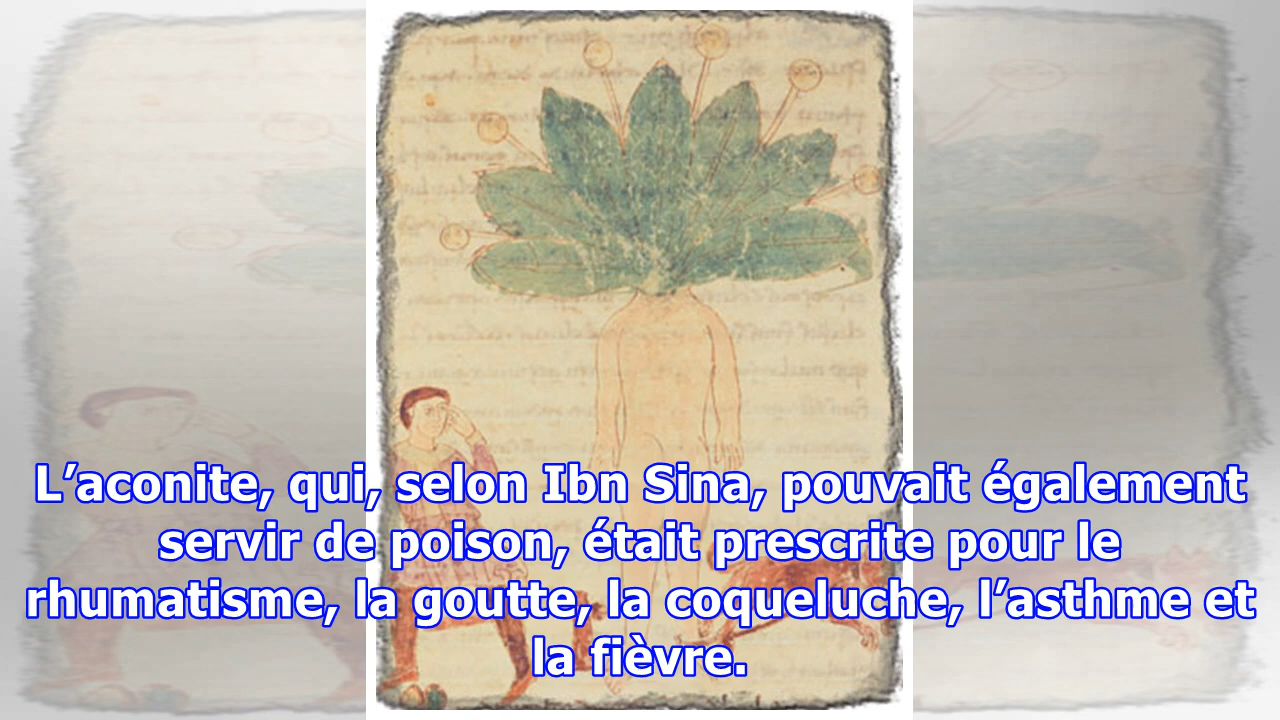 L’aconite, qui, selon Ibn Sina, pouvait également
servir de poison, était prescrite pour le
rhumatisme, la goutte, la coqueluche, l’asthme et
la fièvre.